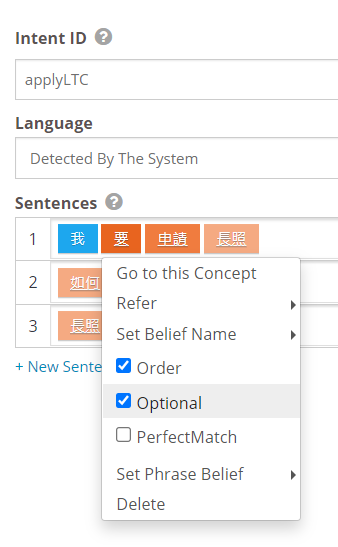 Intent ID ?
applyLTC
Language
Detected By The System
Sentences ?
1 我 要 申請 長照
2 如何
3 長照
+ New Sente
Go to this Concept
Refer
Set Belief Name
Order
Optional
PerfectMatch
Set Phrase Belief
Delete